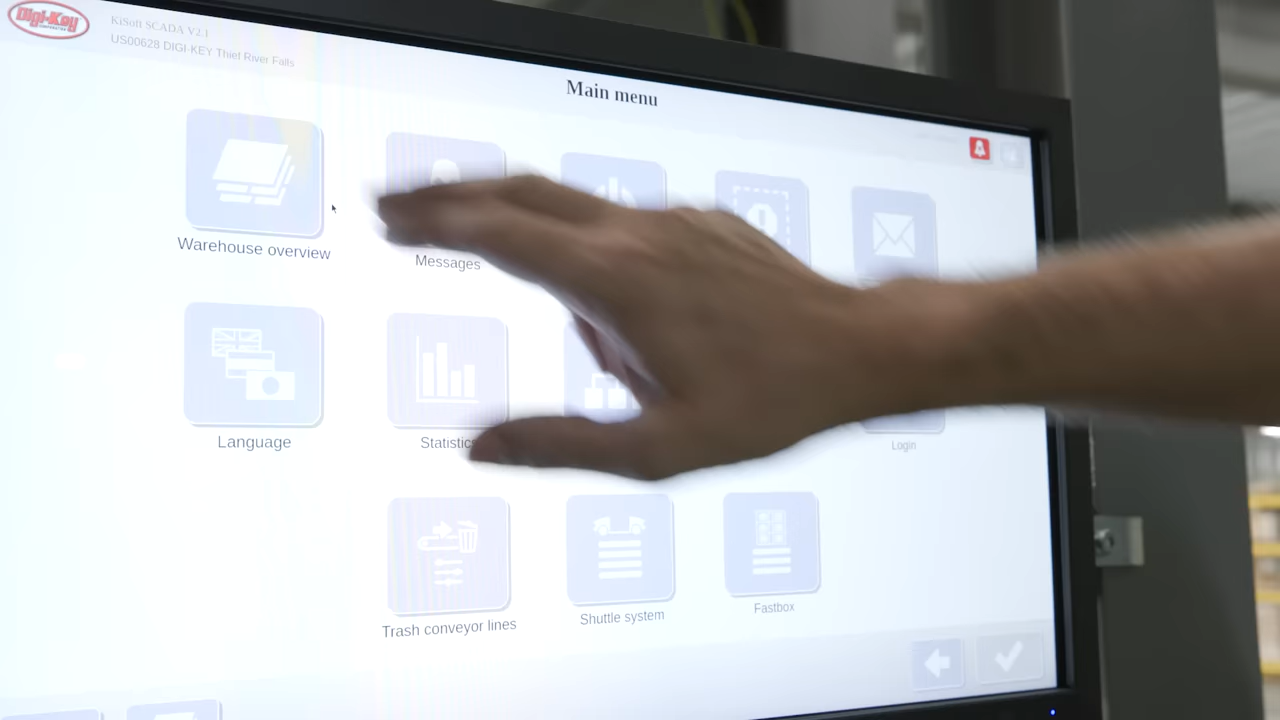 Digi-Key
CORPORATION
KiSoft SCADA V2.1
US00628 DIGI-KEY Thief River Falls
Main menu
Warehouse overview
Messages
Language
Statistics
Login
Trash conveyor lines
Shuttle system
Fastbox